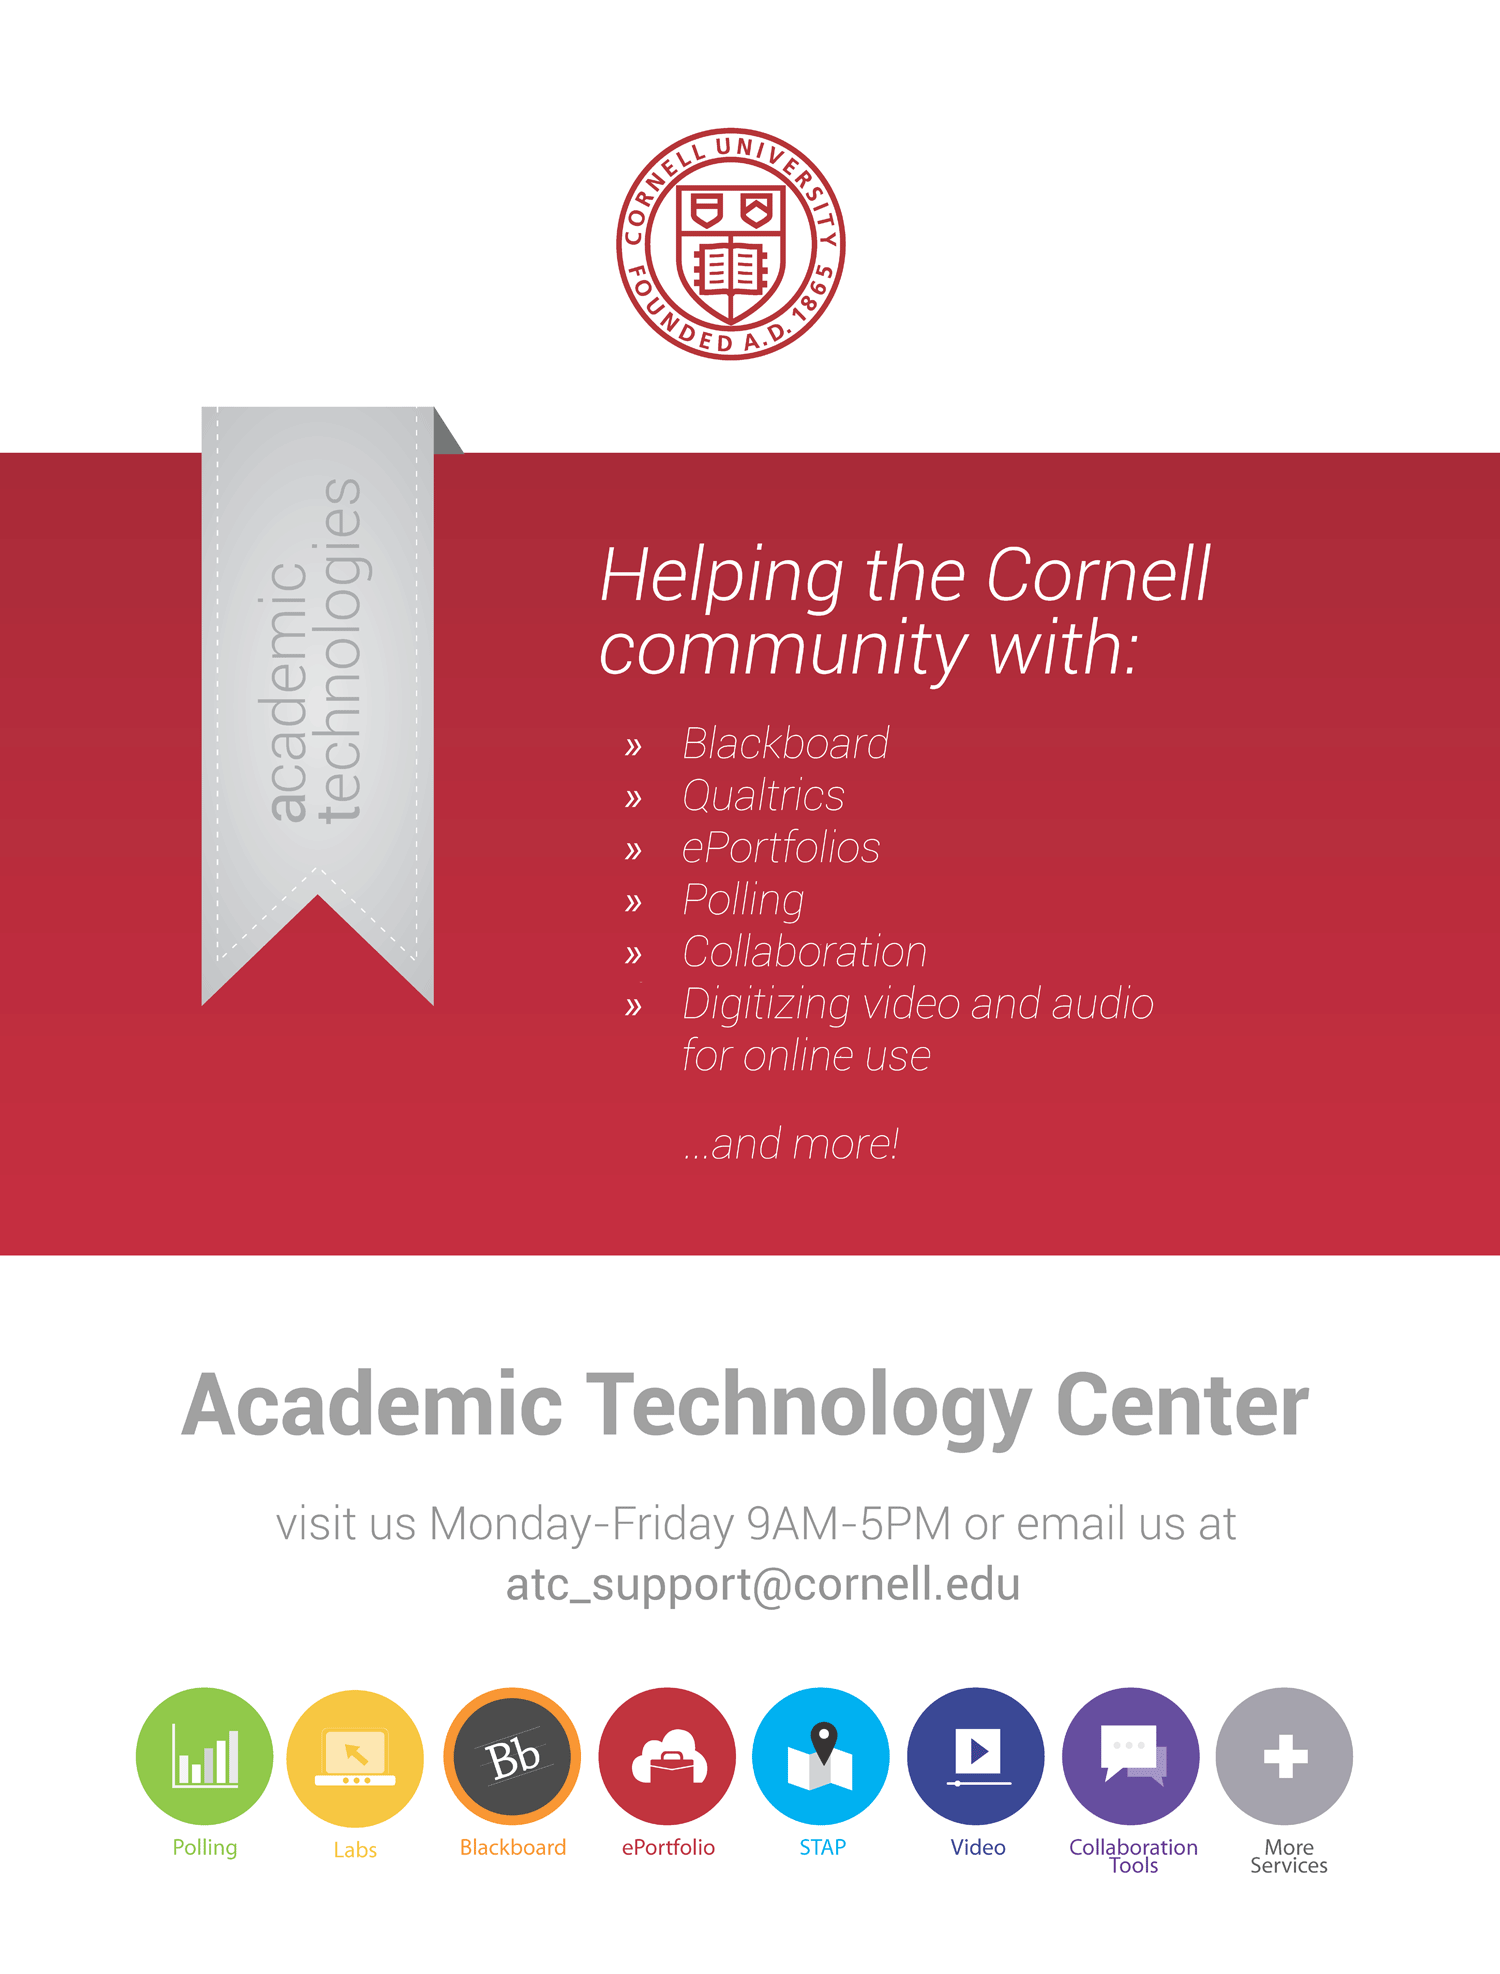 CORNELL UNIVERSITY
FOUNDED A.D. 1865
academic
technologies
Helping the Cornell
community with:
» Blackboard
» Qualtrics
» ePortfolios
» Polling
» Collaboration
» Digitizing video and audio
for online use
...and more!
Academic Technology Center
visit us Monday-Friday 9AM-5PM or email us at
atc_support@cornell.edu
Bb
Polling
Labs
Blackboard
ePortfolio
STAP
Video
Collaboration
Tools
More
Services